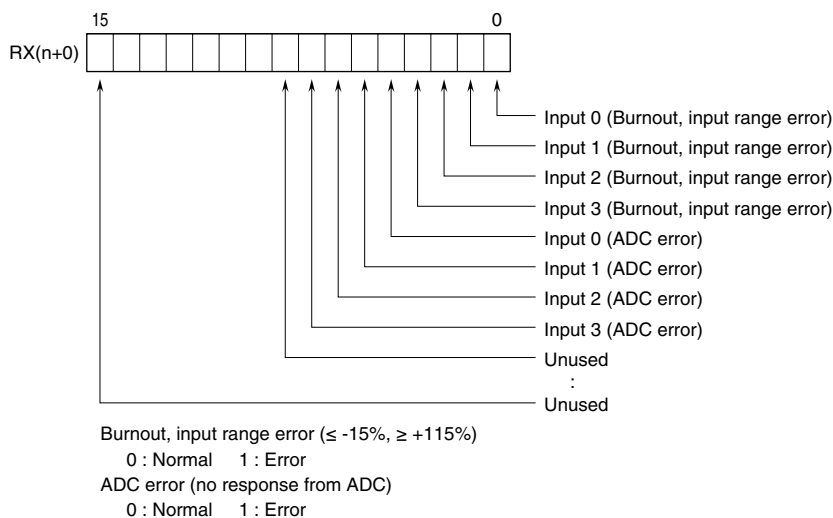 15 0
RX(n+0)
Input 0 (Burnout, input range error)
Input 1 (Burnout, input range error)
Input 2 (Burnout, input range error)
Input 3 (Burnout, input range error)
Input 0 (ADC error)
Input 1 (ADC error)
Input 2 (ADC error)
Input 3 (ADC error)
Unused
:
Unused
Burnout, input range error (≤ -15%, ≥ +115%)
0 : Normal 1 : Error
ADC error (no response from ADC)
0 : Normal 1 : Error